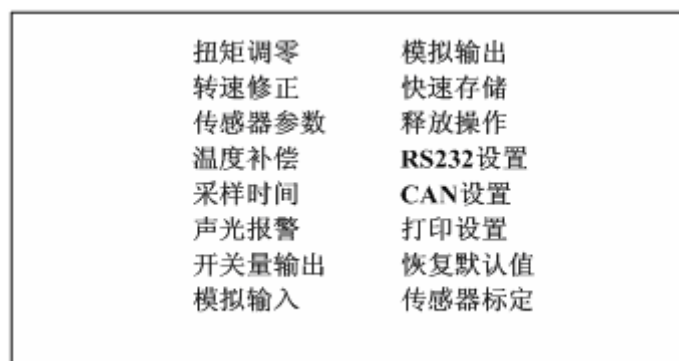 扭矩调零 模拟输出
转速修正 快速存储
传感器参数 释放操作
温度补偿 RS232设置
采样时间 CAN设置
声光报警 打印设置
开关量输出 恢复默认值
模拟输入 传感器标定